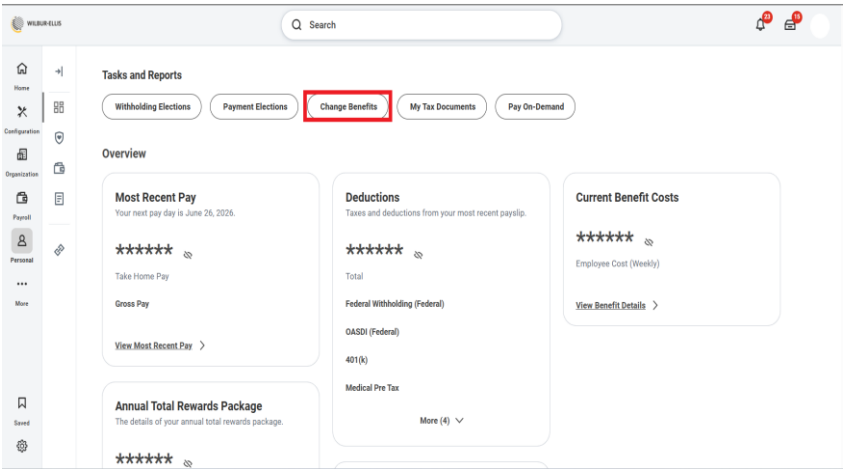 WILBUR-ELLIS
Search
23
16
Home
Configuration
Organization
Payroll
Personal
More
Saved
Tasks and Reports
Withholding Elections
Payment Elections
Change Benefits
My Tax Documents
Pay On-Demand
Overview
Most Recent Pay
Your next pay day is June 26, 2026.
******
Take Home Pay
Gross Pay
View Most Recent Pay
Deductions
Taxes and deductions from your most recent payslip.
******
Total
Federal Withholding (Federal)
OASDI (Federal)
401(k)
Medical Pre Tax
More (4)
Current Benefit Costs
******
Employee Cost (Weekly)
View Benefit Details
Annual Total Rewards Package
The details of your annual total rewards package.
******